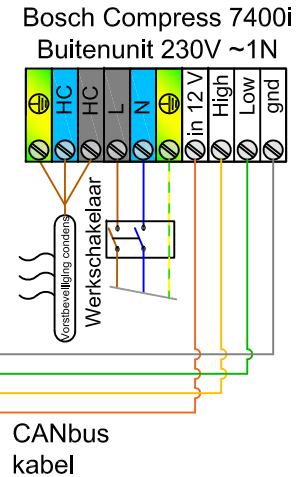 Bosch Compress 7400i
Buitenunit 230V ~1N
HC
HC
L
N
in 12 V
High
Low
gnd
Vorstbeveiliging condens
Werkschakelaar
CANbus
kabel